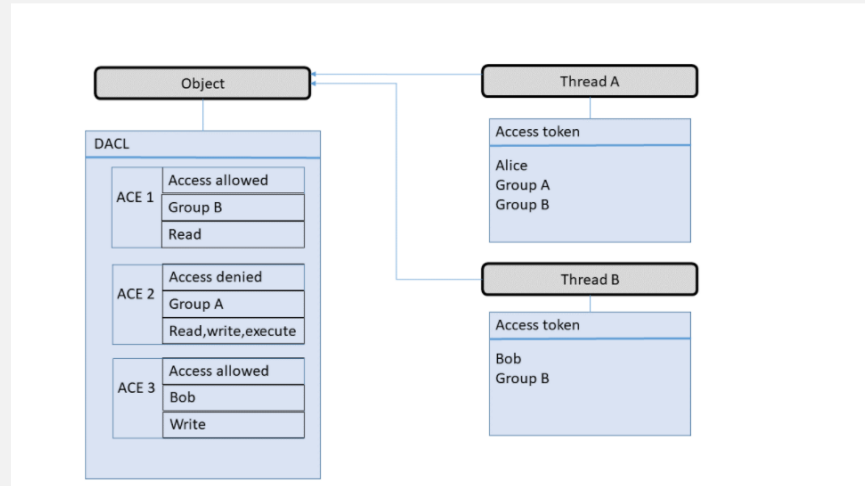 Object
DACL
ACE 1
Access allowed
Group B
Read
ACE 2
Access denied
Group A
Read,write,execute
ACE 3
Access allowed
Bob
Write
Thread A
Access token
Alice
Group A
Group B
Thread B
Access token
Bob
Group B